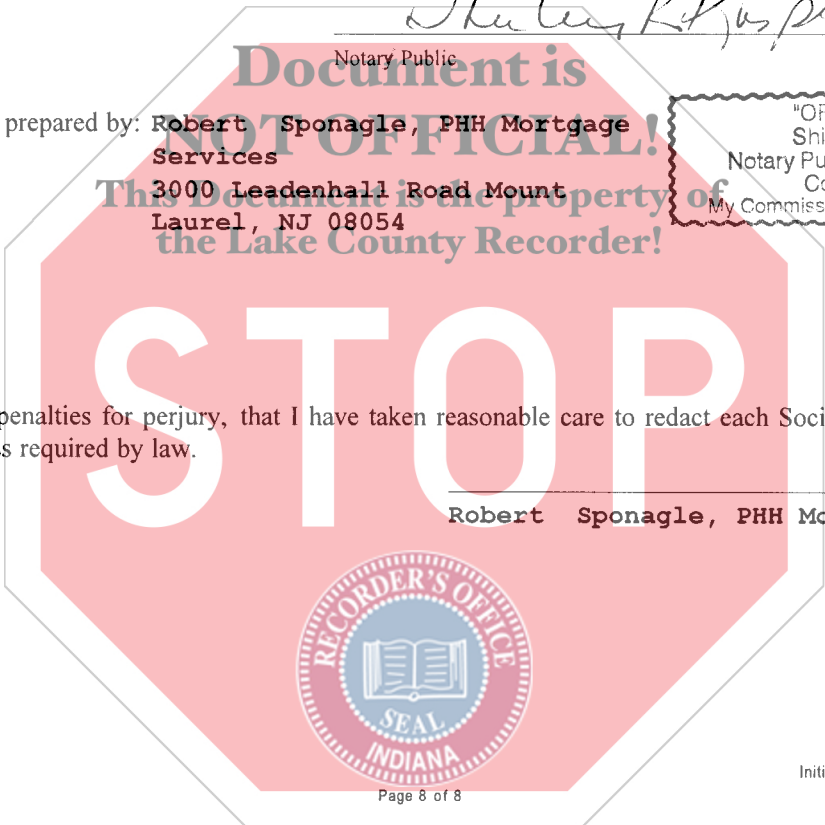 Notary Public
Document is
NOT OFFICIAL!
This Document is the property of
the Lake County Recorder!
prepared by: Robert Sponagle, PHH Mortgage
Services
3000 Leadenhall Road Mount
Laurel, NJ 08054
"OF
Shi
Notary Pu
Co
My Commiss
STOP
penalties for perjury, that I have taken reasonable care to redact each Soci
s required by law.
Robert Sponagle, PHH Mo
RECORDER'S OFFICE
SEAL
INDIANA
Initi
Page 8 of 8